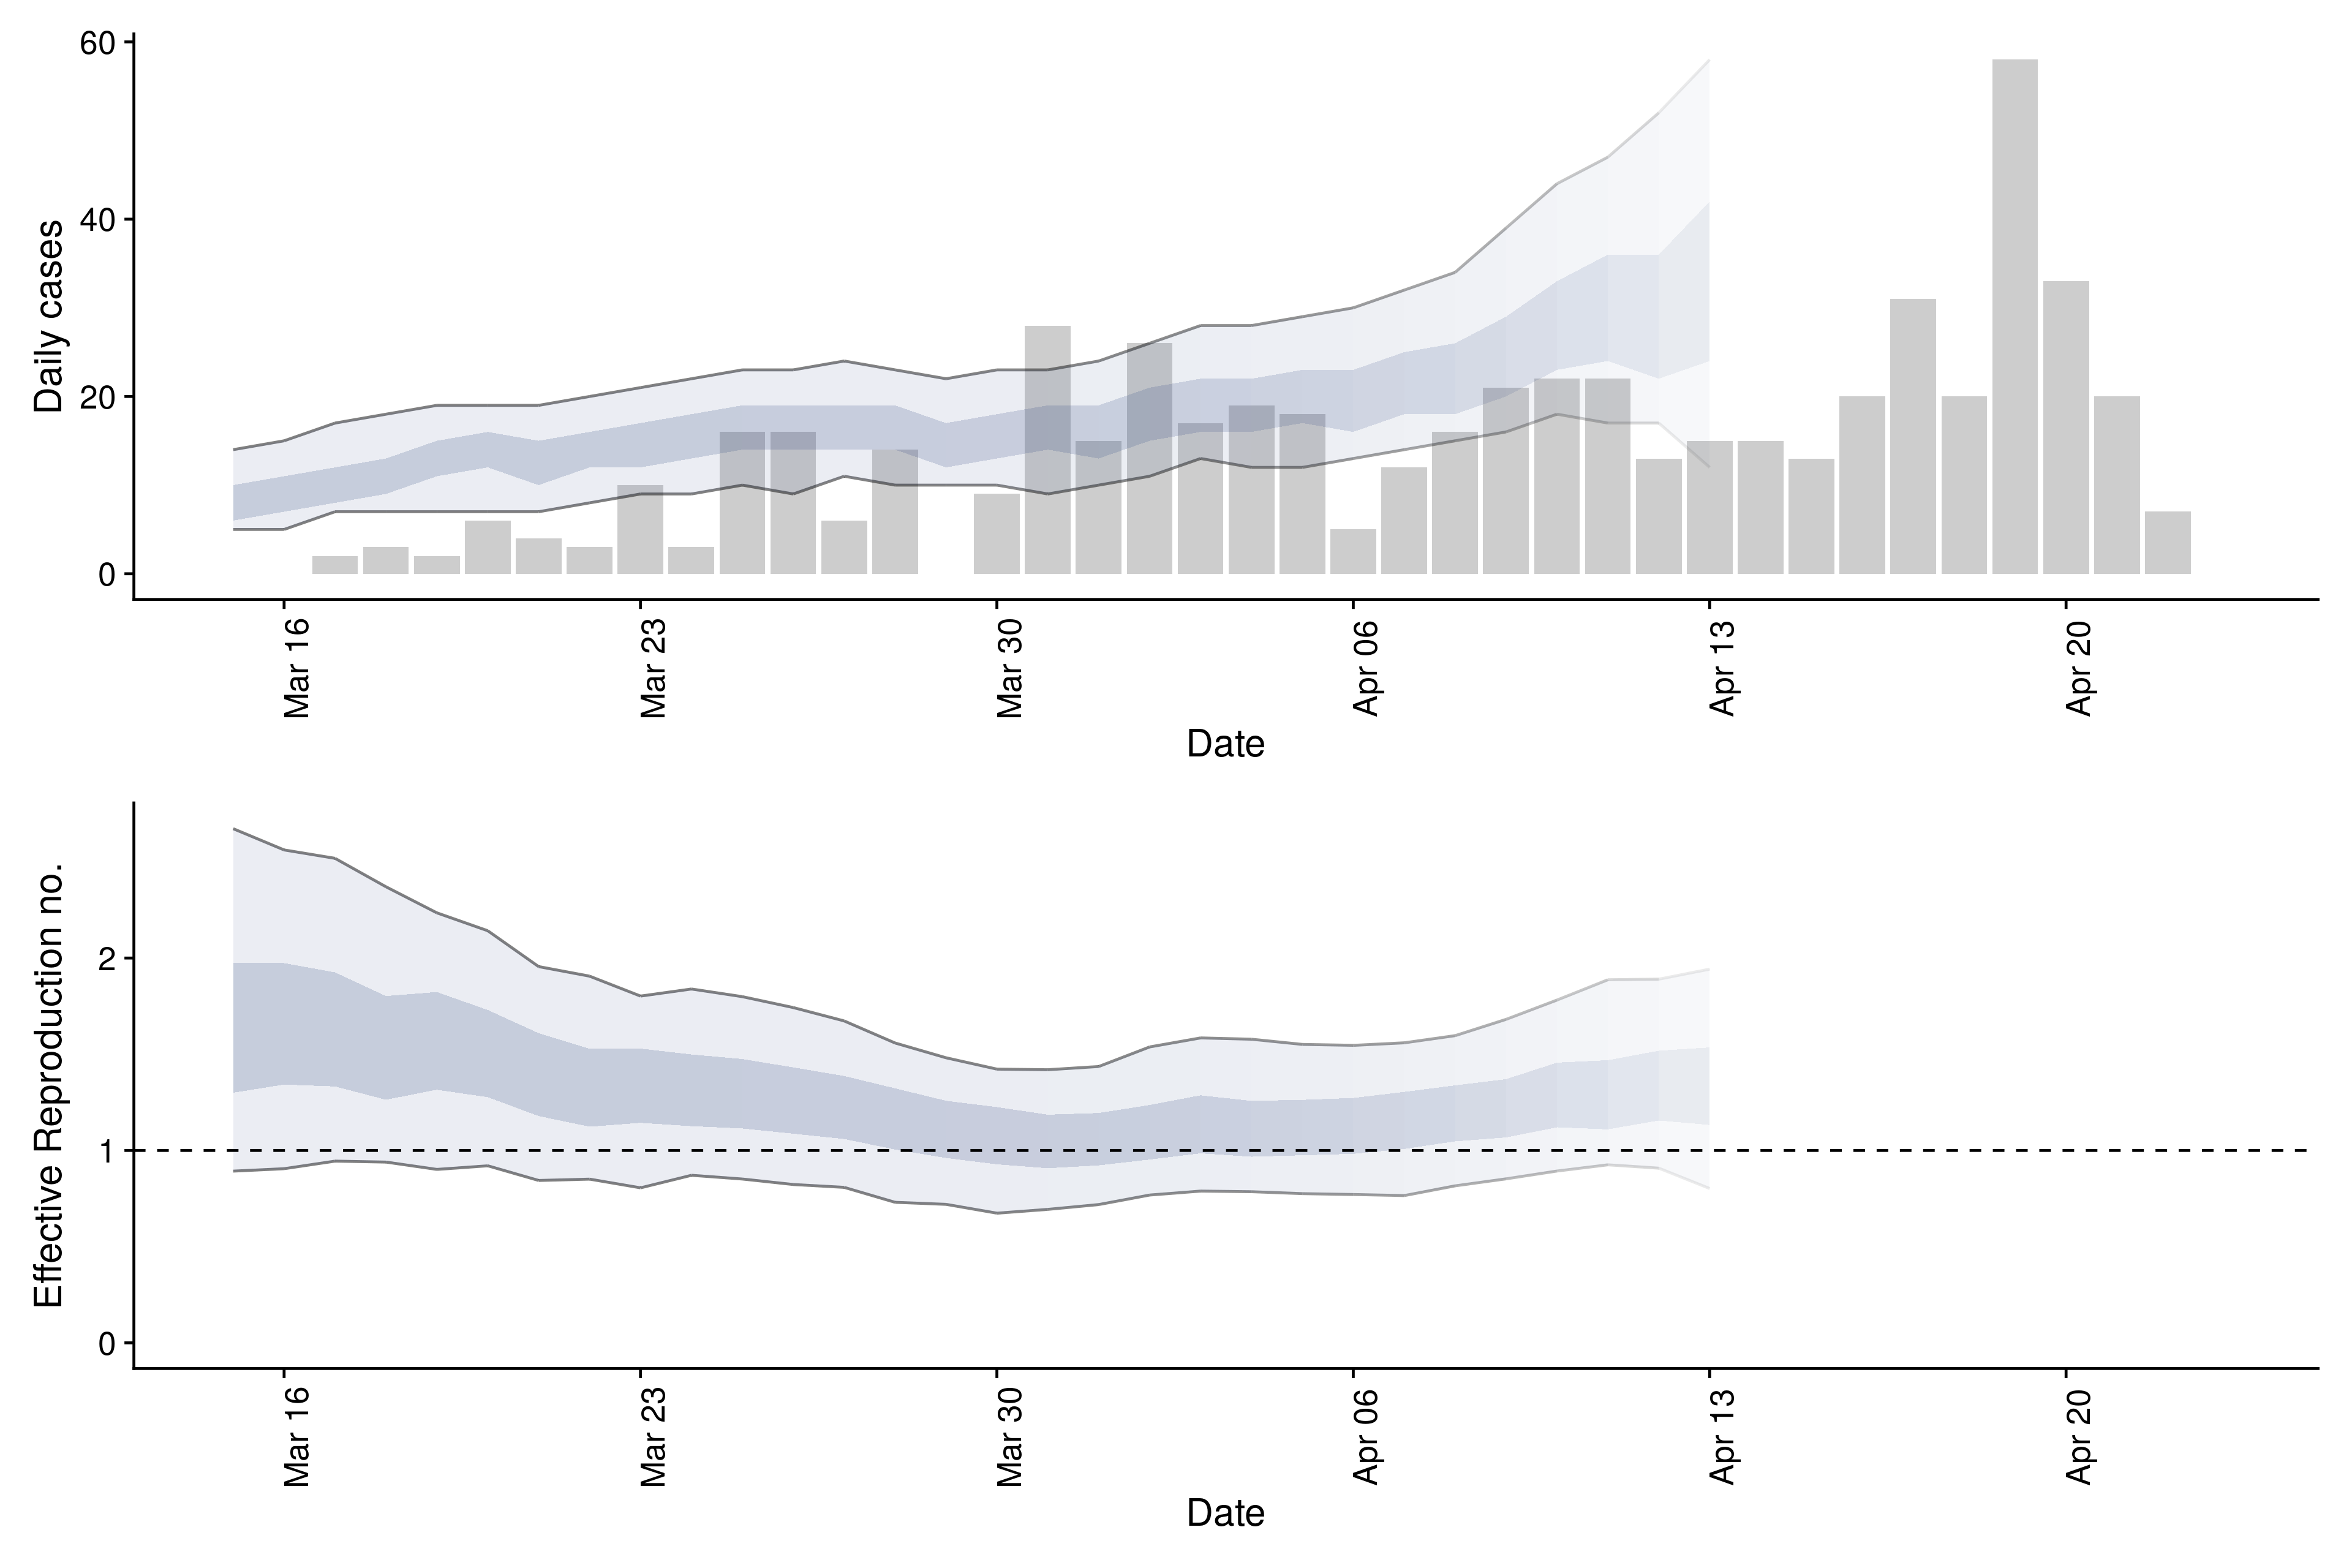 Daily cases
60
40
20
0
Mar 16
Mar 23
Mar 30
Apr 06
Apr 13
Apr 20
Date
Effective Reproduction no.
2
1
0
Mar 16
Mar 23
Mar 30
Apr 06
Apr 13
Apr 20
Date